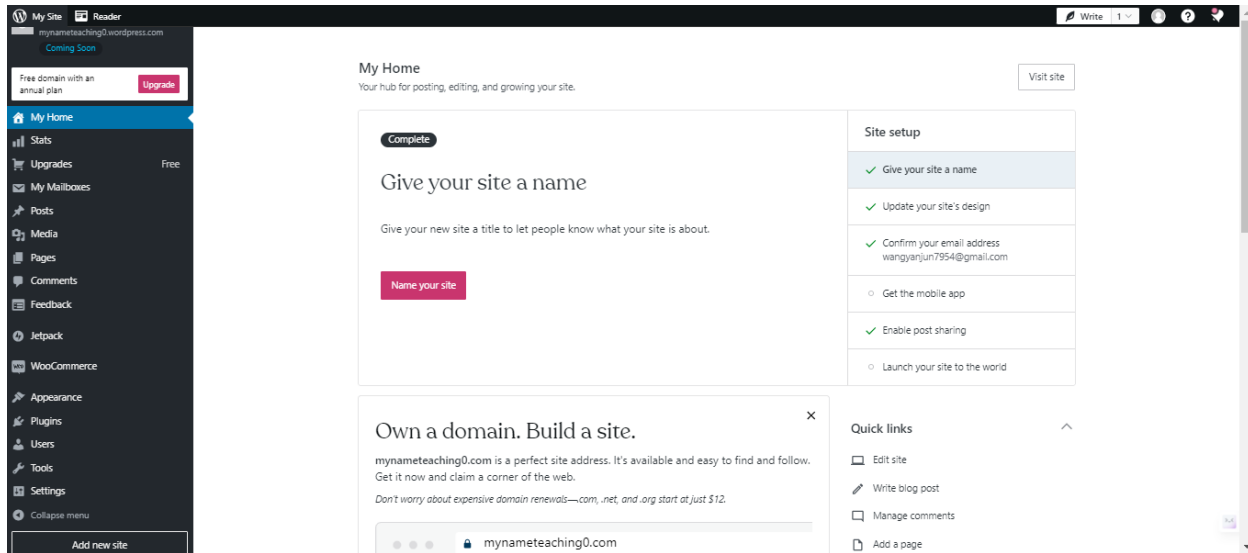 My Site Reader Write 1
mynameteaching0.wordpress.com
Coming Soon
Free domain with an
annual plan
Upgrade
My Home
Stats
Upgrades Free
My Mailboxes
Posts
Media
Pages
Comments
Feedback
Jetpack
WooCommerce
Appearance
Plugins
Users
Tools
Settings
Collapse menu
Add new site
My Home
Your hub for posting, editing, and growing your site.
Visit site
Complete
Give your site a name
Give your new site a title to let people know what your site is about.
Name your site
Site setup
Give your site a name
Update your site's design
Confirm your email address
wangyanjun7954@gmail.com
Get the mobile app
Enable post sharing
Launch your site to the world
Own a domain. Build a site.
mynameteaching0.com is a perfect site address. It's available and easy to find and follow.
Get it now and claim a corner of the web.
Don't worry about expensive domain renewals—.com, .net, and .org start at just $12.
mynameteaching0.com
Quick links
Edit site
Write blog post
Manage comments
Add a page